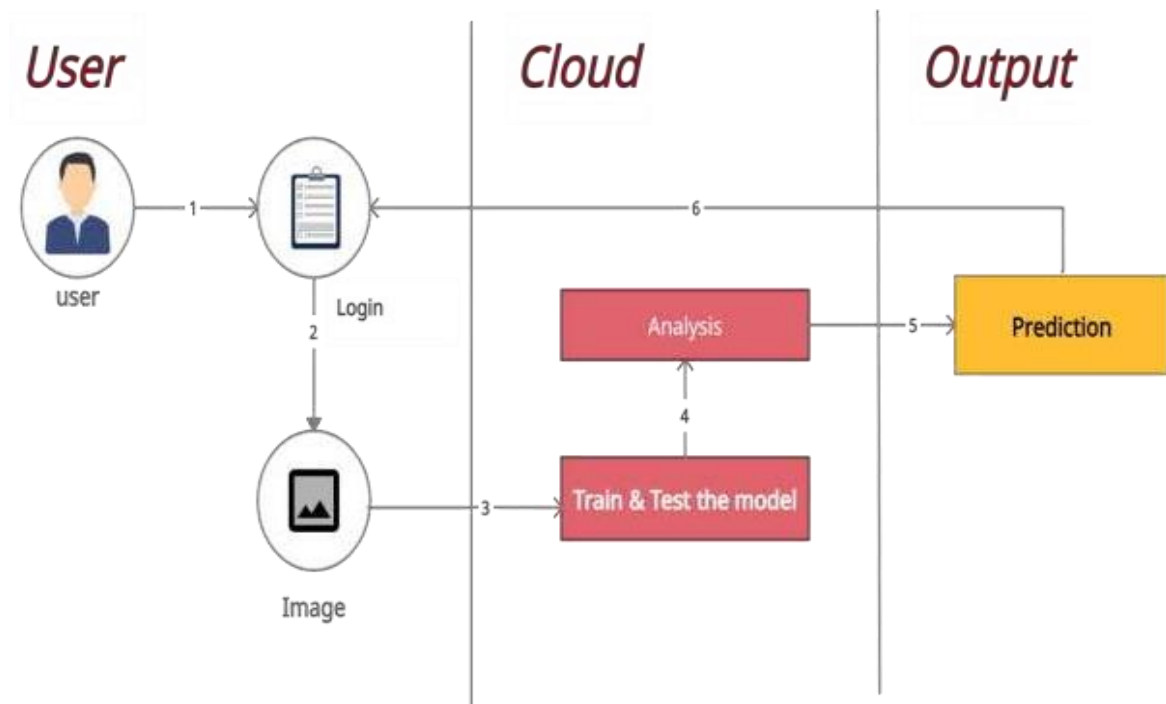 User
Cloud
Output
1
6
user
Login
2
Analysis
5
Prediction
4
3
Train & Test the model
Image